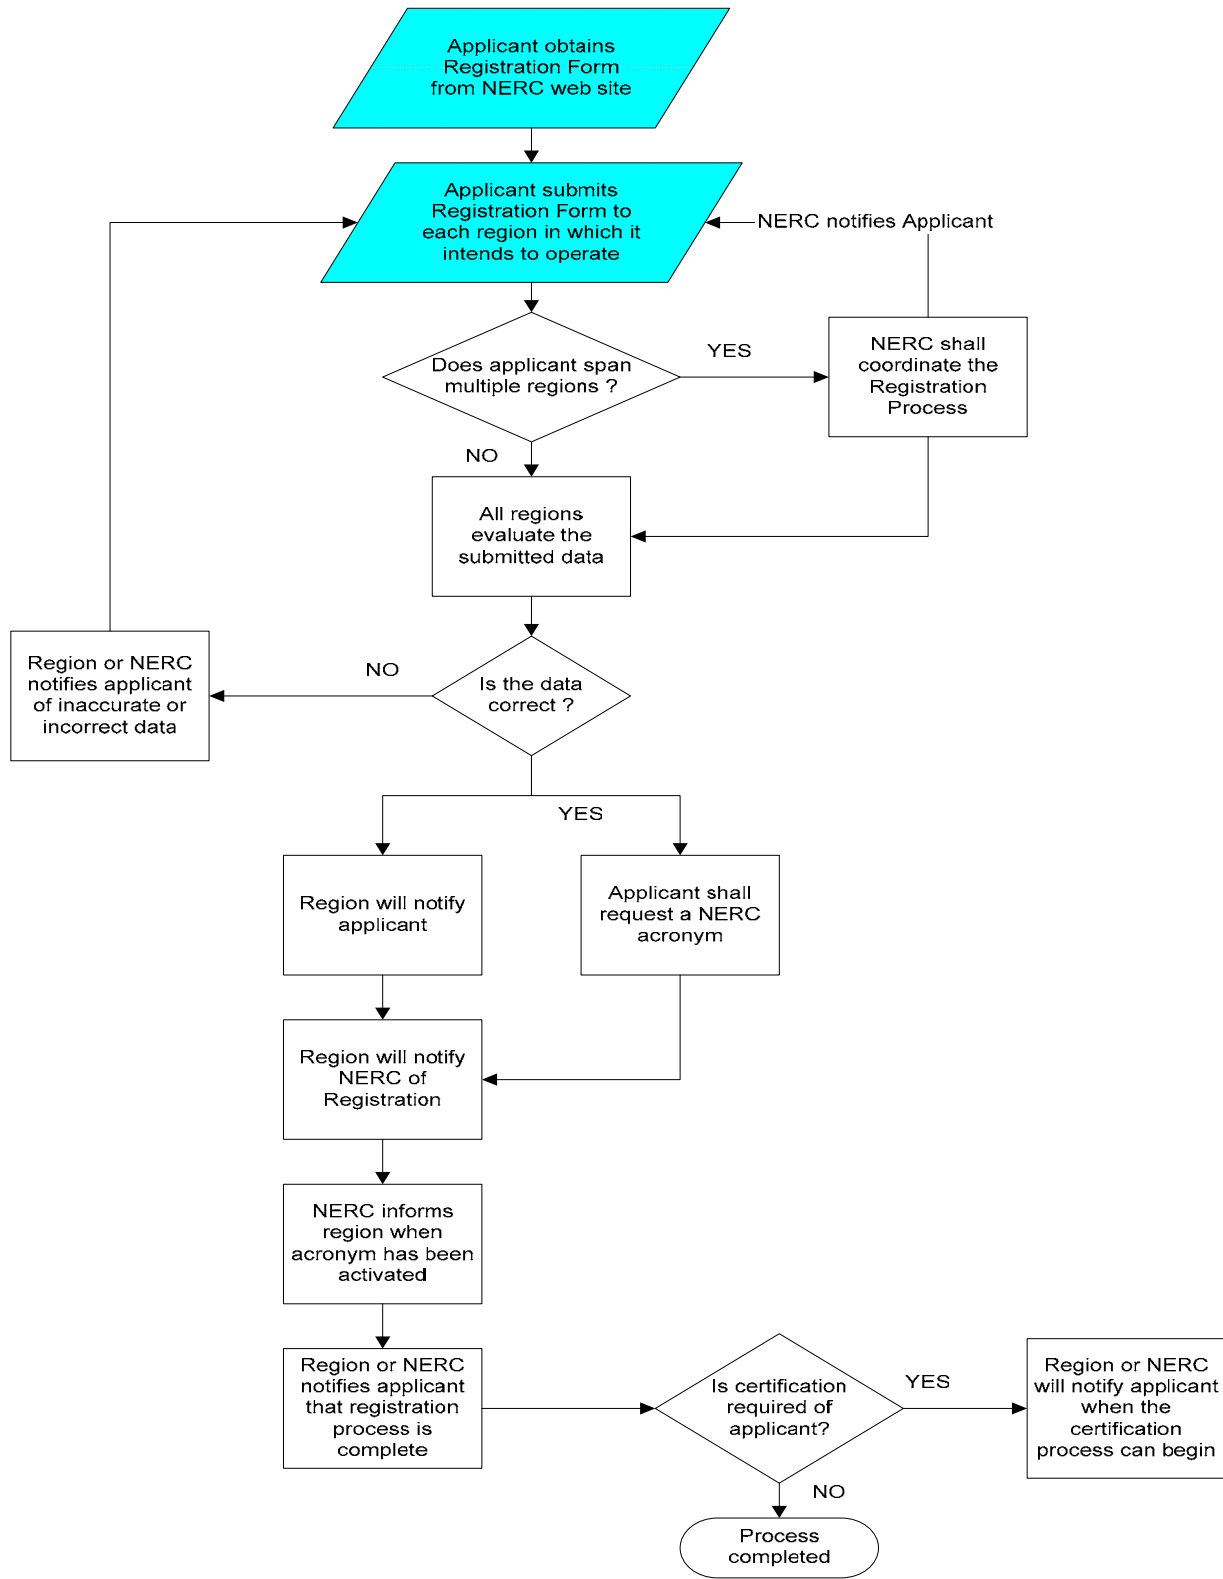 Applicant obtains
Registration Form
from NERC web site
Applicant submits
Registration Form to
each region in which it
intends to operate
NERC notifies Applicant
Does applicant span
multiple regions ?
YES
NERC shall
coordinate the
Registration
Process
NO
All regions
evaluate the
submitted data
Region or NERC
notifies applicant
of inaccurate or
incorrect data
NO
Is the data
correct ?
YES
Region will notify
applicant
Applicant shall
request a NERC
acronym
Region will notify
NERC of
Registration
NERC informs
region when
acronym has been
activated
Region or NERC
notifies applicant
that registration
process is
complete
Is certification
required of
applicant?
YES
Region or NERC
will notify applicant
when the
certification
process can begin
NO
Process
completed